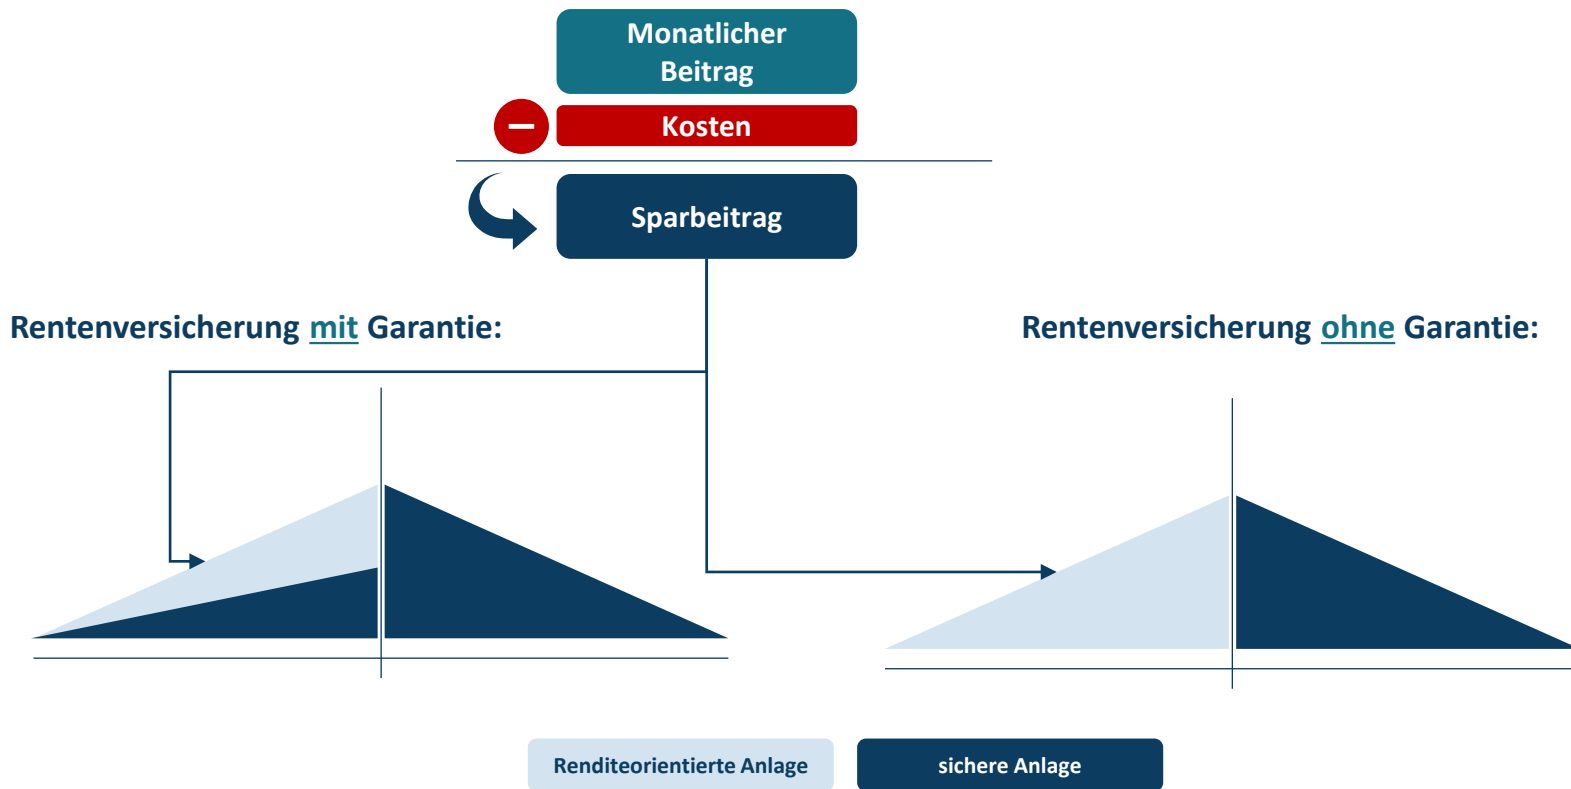 Monatlicher
Beitrag
Kosten
Sparbeitrag
Rentenversicherung mit Garantie:
Rentenversicherung ohne Garantie:
Renditeorientierte Anlage
sichere Anlage